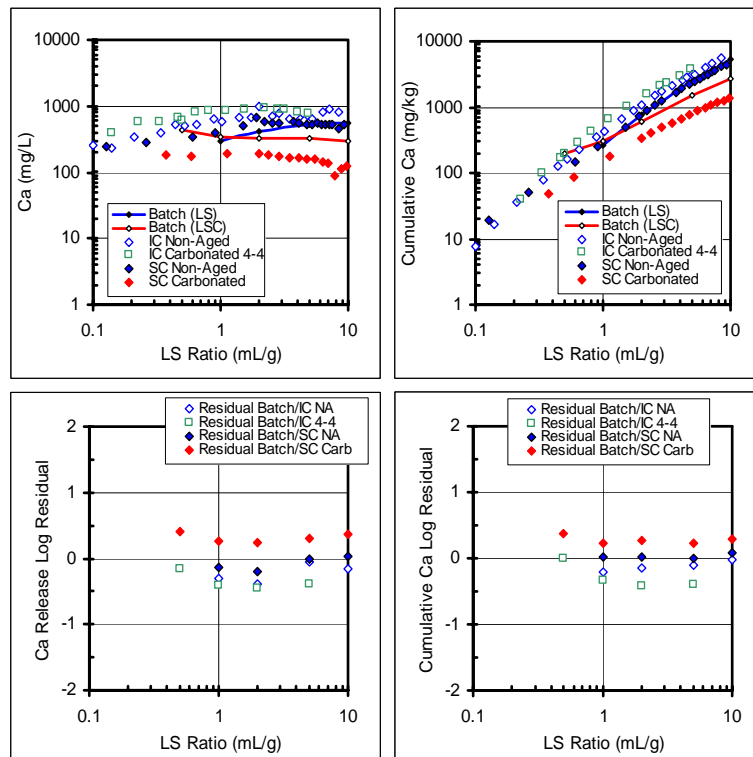 10000
1000
100
10
1
Ca (mg/L)
Batch (LS)
Batch (LSC)
IC Non-Aged
IC Carbonated 4-4
SC Non-Aged
SC Carbonated
0.1
1
10
LS Ratio (mL/g)
10000
1000
100
10
1
Cumulative Ca (mg/kg)
Batch (LS)
Batch (LSC)
IC Non-Aged
IC Carbonated 4-4
SC Non-Aged
SC Carbonated
0.1
1
10
LS Ratio (mL/g)
Residual Batch/IC NA
Residual Batch/IC 4-4
Residual Batch/SC NA
Residual Batch/SC Carb
2
1
0
-1
-2
Ca Release Log Residual
0.1
1
10
LS Ratio (mL/g)
Residual Batch/IC NA
Residual Batch/IC 4-4
Residual Batch/SC NA
Residual Batch/SC Carb
2
1
0
-1
-2
Cumulative Ca Log Residual
0.1
1
10
LS Ratio (mL/g)